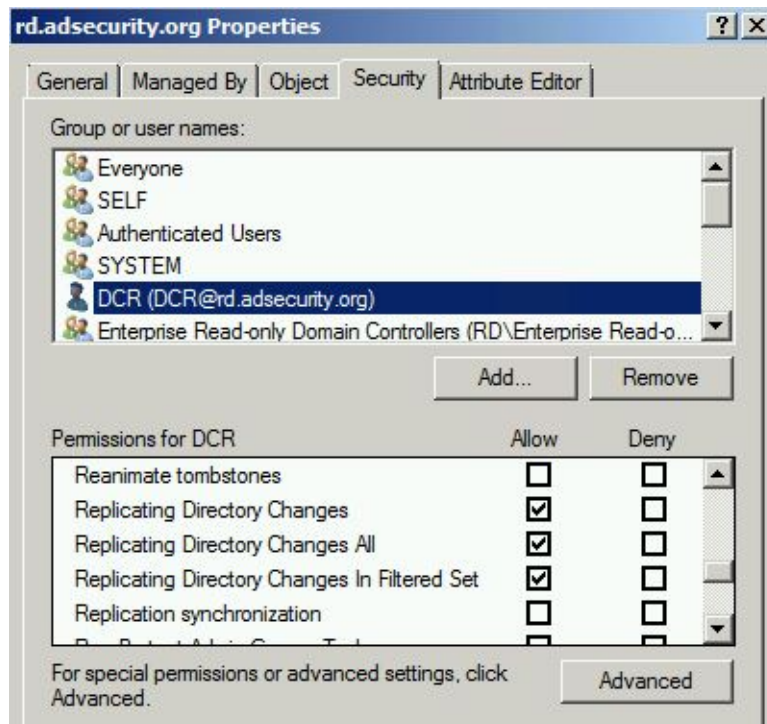 rd.adsecurity.org Properties
General Managed By Object Security Attribute Editor
Group or user names:
Everyone
SELF
Authenticated Users
SYSTEM
DCR (DCR@rd.adsecurity.org)
Enterprise Read-only Domain Controllers (RD\Enterprise Read-o...
Add... Remove
Permissions for DCR Allow Deny
Reanimate tombstones
Replicating Directory Changes
Replicating Directory Changes All
Replicating Directory Changes In Filtered Set
Replication synchronization
For special permissions or advanced settings, click
Advanced.
Advanced